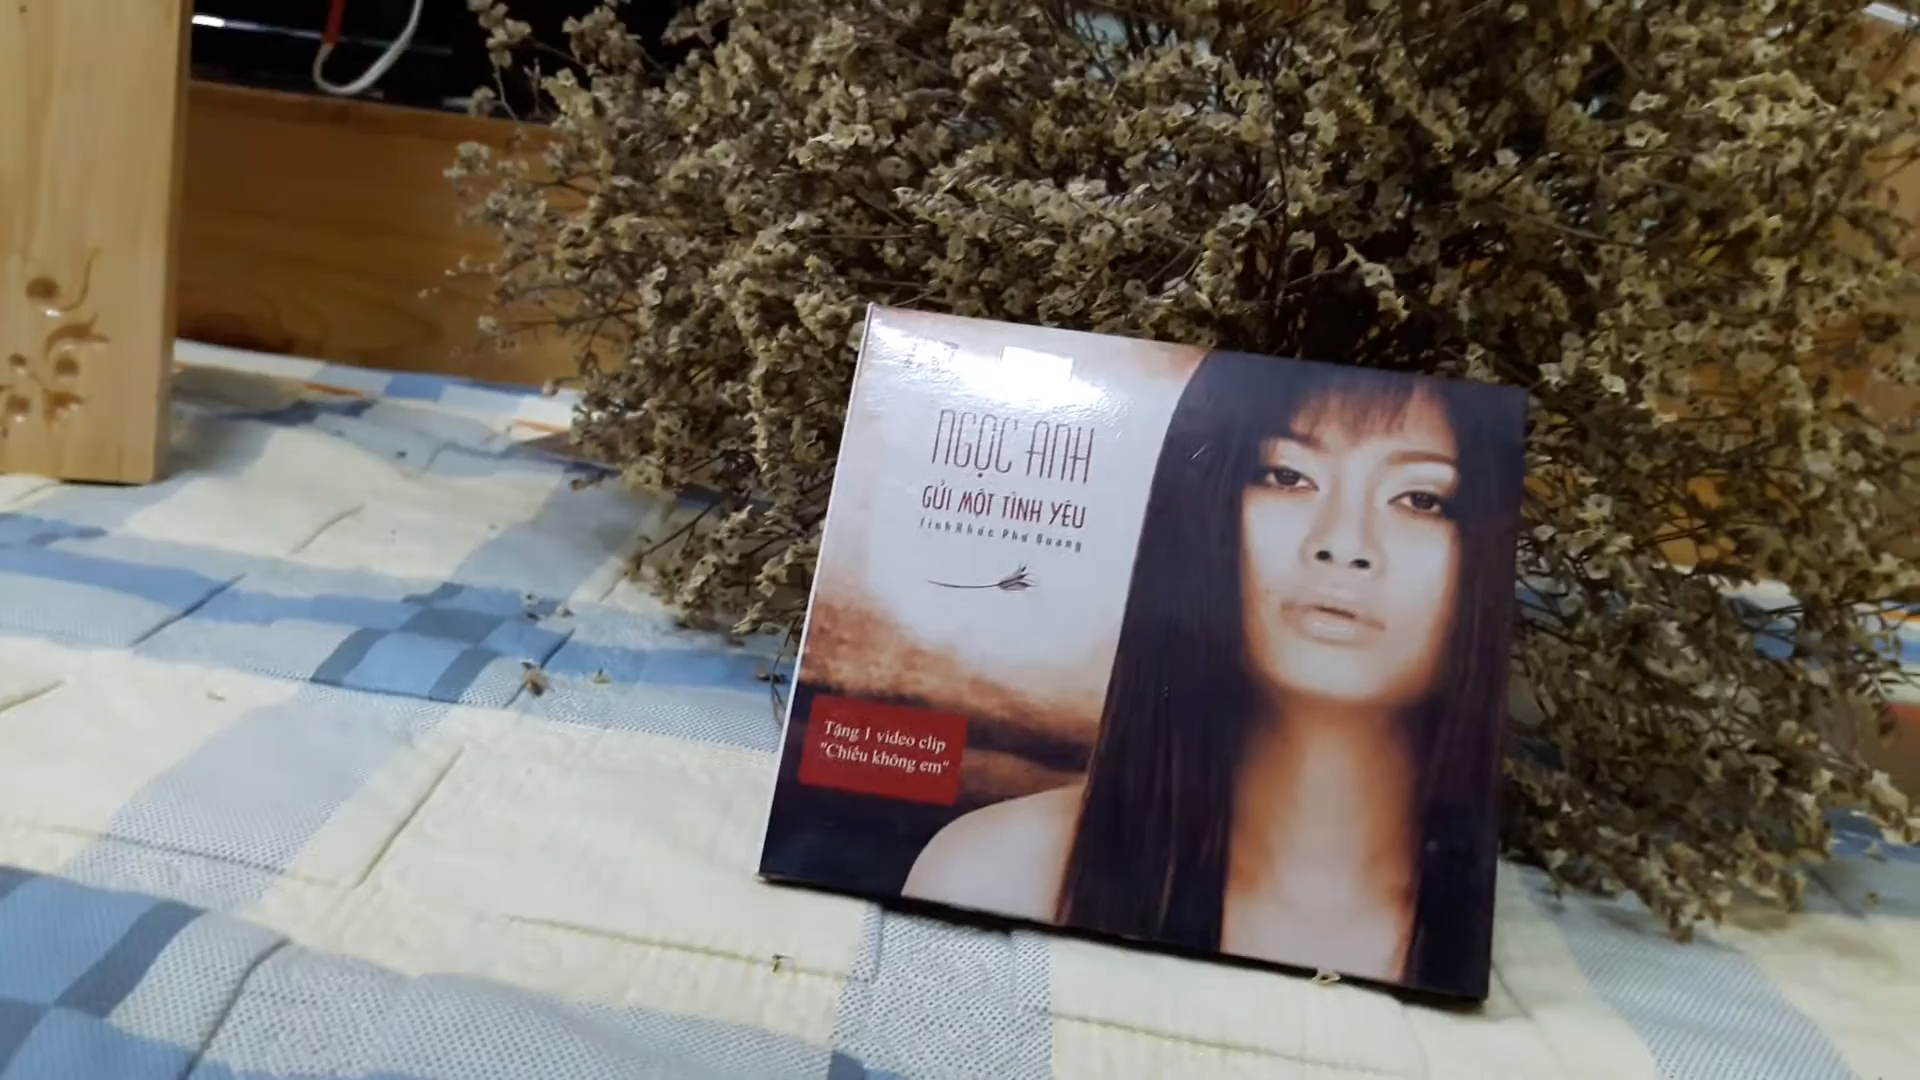 NGỌC ANH
GỬI MỘT TÌNH YÊU
Tình Khúc Phú Quang
Tặng 1 video clip
"Chiều không em"